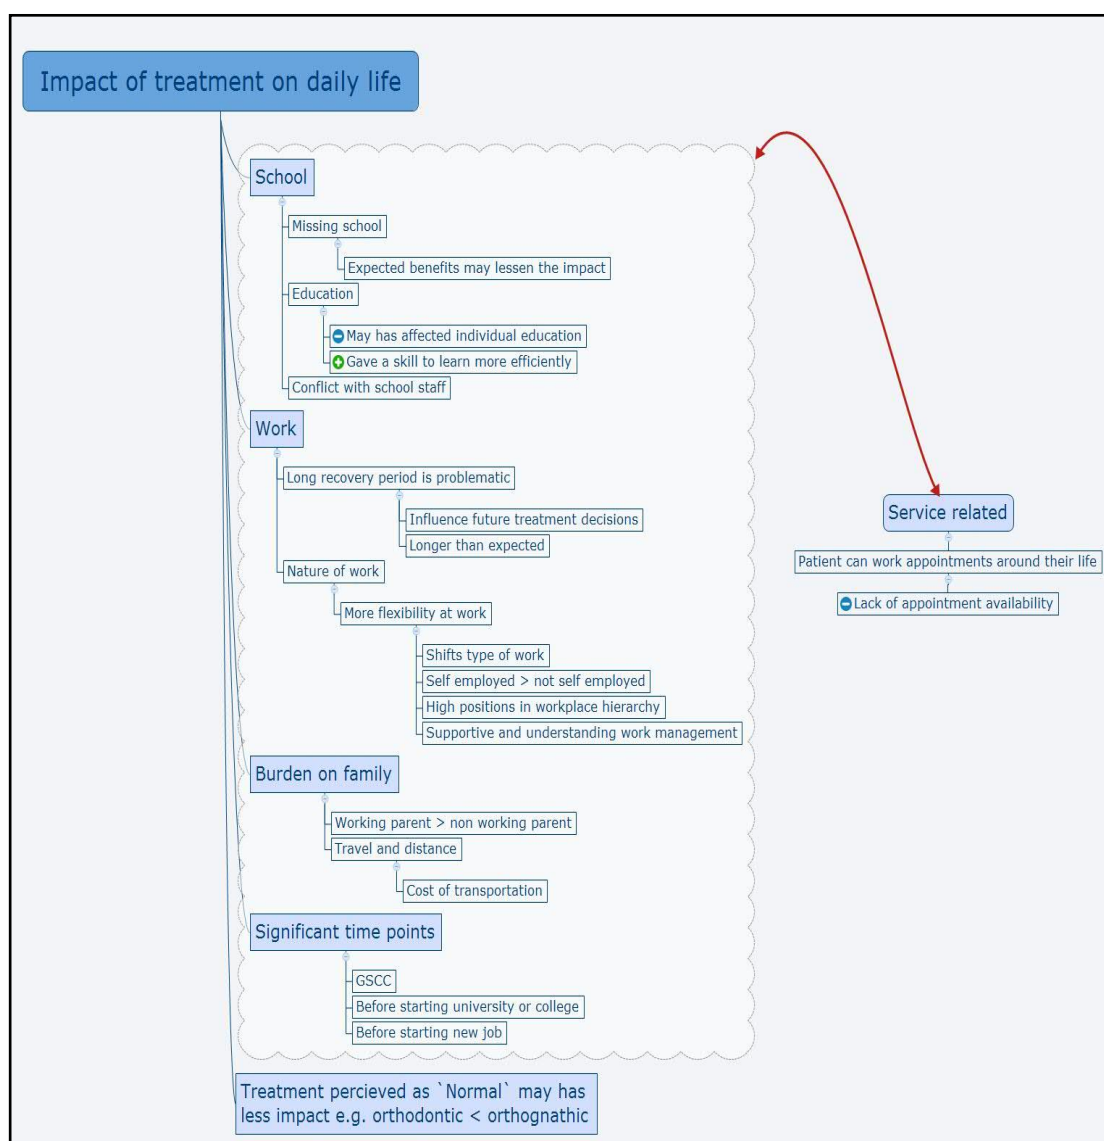 Impact of treatment on daily life
School
Missing school
Expected benefits may lessen the impact
Education
May has affected individual education
Gave a skill to learn more efficiently
Conflict with school staff
Work
Long recovery period is problematic
Influence future treatment decisions
Longer than expected
Nature of work
More flexibility at work
Shifts type of work
Self employed > not self employed
High positions in workplace hierarchy
Supportive and understanding work management
Burden on family
Working parent > non working parent
Travel and distance
Cost of transportation
Significant time points
GSCC
Before starting university or college
Before starting new job
Treatment percieved as `Normal` may has
less impact e.g. orthodontic < orthognathic
Service related
Patient can work appointments around their life
Lack of appointment availability